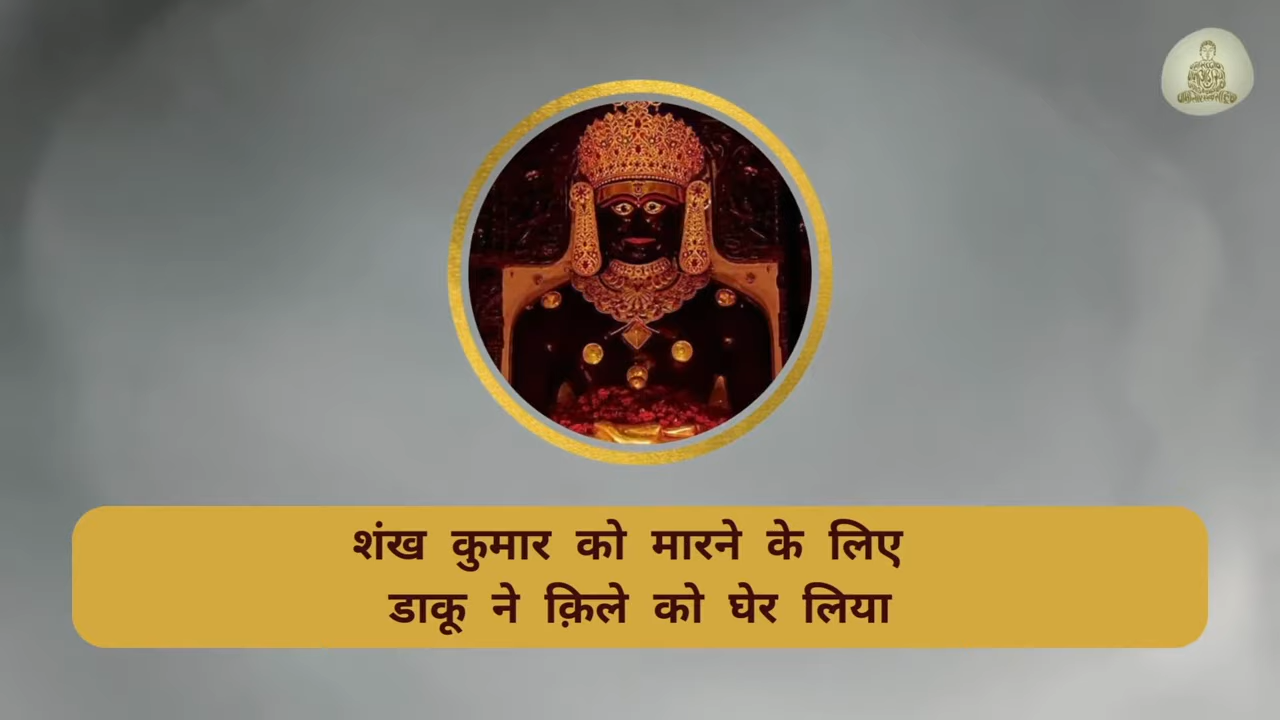 शंख कुमार को मारने के लिए
डाकू ने क़िले को घेर लिया